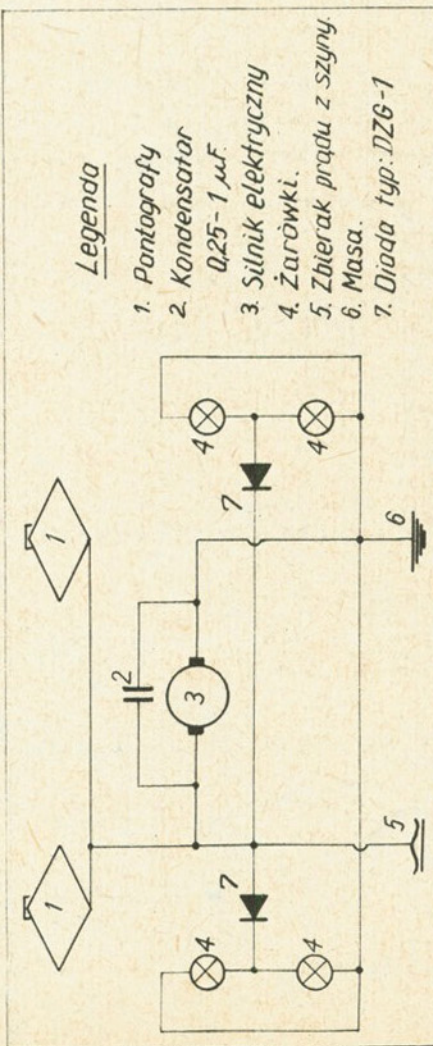 Legenda
1. Pantografy
2. Kondensator
0,25-1 μF.
3. Silnik elektryczny
4. Żarówki.
5. Zbierak prądu z szyny.
6. Masa.
7. Dioda typ: DZG-1
1
1
2
3
4
4
7
7
4
4
5
6